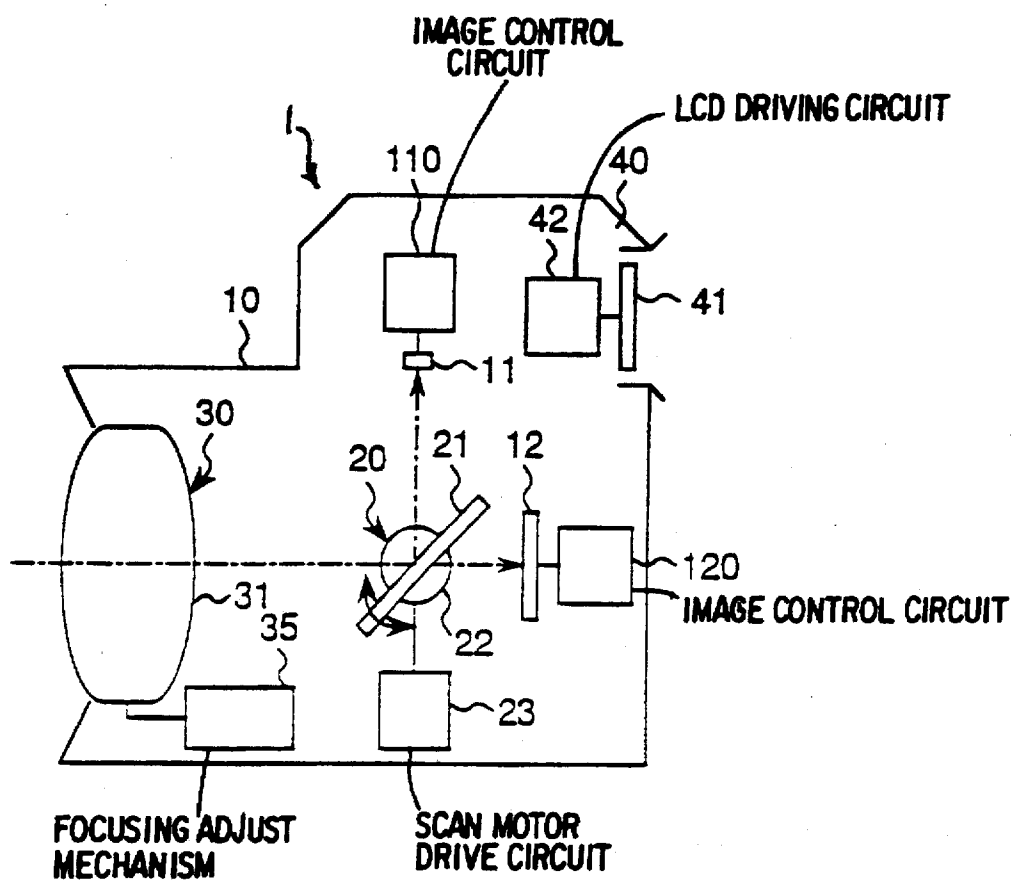 IMAGE CONTROL
CIRCUIT
LCD DRIVING CIRCUIT
1
110
40
42
10
41
11
30
20
21
12
31
120
IMAGE CONTROL CIRCUIT
35
22
23
FOCUSING ADJUST
MECHANISM
SCAN MOTOR
DRIVE CIRCUIT